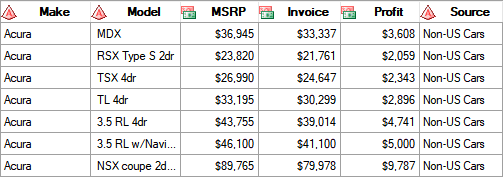 Make Model MSRP Invoice Profit Source
Acura MDX $36,945 $33,337 $3,608 Non-US Cars
Acura RSX Type S 2dr $23,820 $21,761 $2,059 Non-US Cars
Acura TSX 4dr $26,990 $24,647 $2,343 Non-US Cars
Acura TL 4dr $33,195 $30,299 $2,896 Non-US Cars
Acura 3.5 RL 4dr $43,755 $39,014 $4,741 Non-US Cars
Acura 3.5 RL w/Navi... $46,100 $41,100 $5,000 Non-US Cars
Acura NSX coupe 2d... $89,765 $79,978 $9,787 Non-US Cars